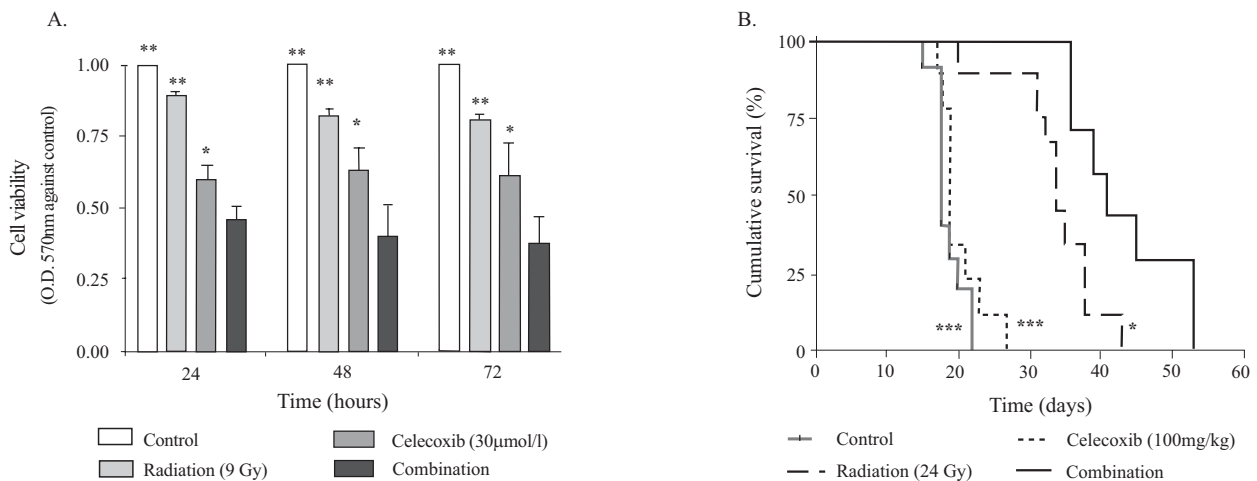 A.
**
**
**
**
**
**
*
*
*
1.00
0.75
0.50
0.25
0.00
Cell viability
(O.D. 570nm against control)
24
48
72
Time (hours)
Control
Celecoxib (30μmol/l)
Radiation (9 Gy)
Combination
B.
100
75
50
25
0
Cumulative survival (%)
***
***
*
0
10
20
30
40
50
60
Time (days)
Control
Celecoxib (100mg/kg)
Radiation (24 Gy)
Combination